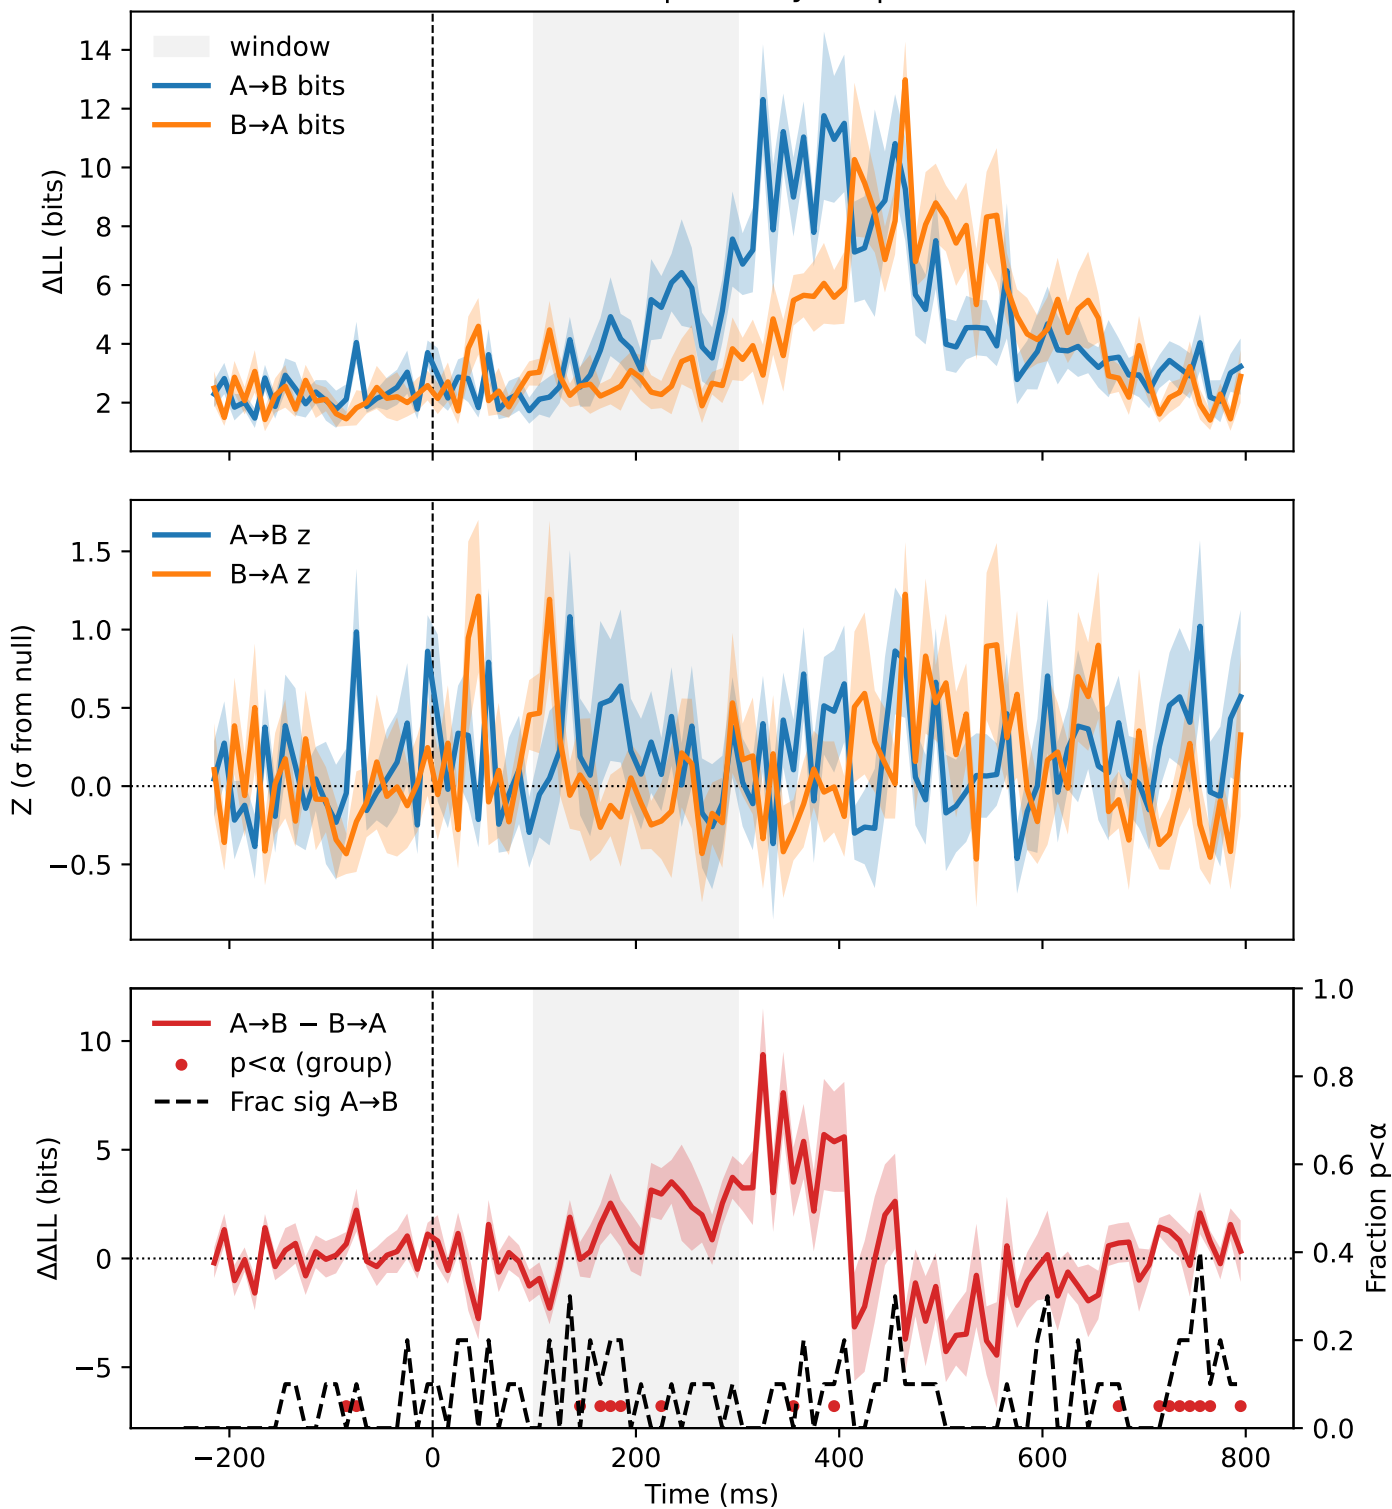 14
12
10
8
6
4
2
ΔLL (bits)
window
A→B bits
B→A bits
1.5
1.0
0.5
0.0
−0.5
Z (σ from null)
A→B z
B→A z
10
5
0
−5
ΔΔLL (bits)
A→B − B→A
p<α (group)
Frac sig A→B
1.0
0.8
0.6
0.4
0.2
0.0
Fraction p<α
−200 0 200 400 600 800
Time (ms)